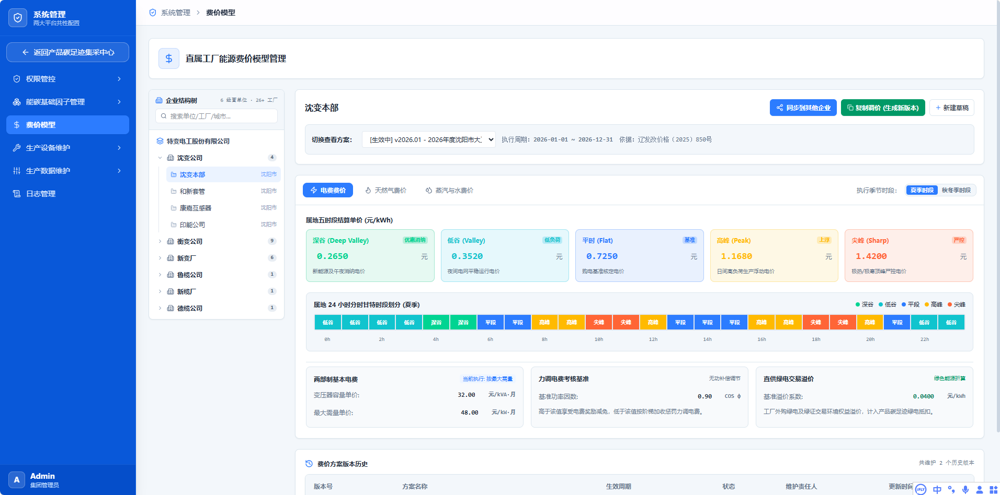 系统管理
两大平台共性配置
返回产品碳足迹集采中心
权限管控
能碳基础因子管理
费价模型
生产设备维护
生产数据维护
日志管理
A
Admin
集团管理员
系统管理 > 费价模型
直属工厂能源费价模型管理
企业结构树 6 经营单位 · 26+ 工厂
搜索单位/工厂/城市...
特变电工股份有限公司
沈变公司 4
沈变本部 沈阳市
和新套管 沈阳市
康嘉互感器 沈阳市
印能公司 沈阳市
衡变公司 9
新变厂 6
鲁缆公司 1
新缆厂 1
德缆公司 1
沈变本部
同步到其他企业
复制调价 (生成新版本)
+ 新建草稿
切换查看方案:
[生效中] v2026.01 - 2026年度沈阳市大工
执行周期: 2026-01-01 ~ 2026-12-31 依据: 辽发改价格〔2025〕850号
电费费价 天然气费价 蒸汽与水费价
执行季节时段: 夏季时段 秋冬季时段
属地五时段结算单价 (元/kWh)
深谷 (Deep Valley) 优惠消纳
0.2650 元
新能源及午夜消纳电价
低谷 (Valley) 低负荷
0.3520 元
夜间电网平稳运行电价
平时 (Flat) 基准
0.7250 元
购电基准核定电价
高峰 (Peak) 上浮
1.1680 元
日间高负荷生产浮动电价
尖峰 (Sharp) 严控
1.4200 元
极热/极寒顶峰严控电价
属地 24 小时分时甘特时段划分 (夏季)
深谷 低谷 平段 高峰 尖峰
低谷 低谷 低谷 低谷 深谷 深谷 平段 平段 高峰 高峰 尖峰 尖峰 高峰 平段 平段 平段 高峰 高峰 尖峰 尖峰 高峰 平段 低谷 低谷
0h 2h 4h 6h 8h 10h 12h 14h 16h 18h 20h 22h
两部制基本电费 当前执行: 按最大需量
变压器容量单价: 32.00 元/kVA·月
最大需量单价: 48.00 元/kW·月
力调电费考核基准 无功补偿调节
基准功率因数: 0.90 COS φ
高于该值享受电费奖励减免，低于该值按阶梯加收惩罚力调电费。
直供绿电交易溢价 绿色能源折算
基准溢价系数: 0.0400 元/kWh
工厂外购绿电及绿证交易环境权益溢价，计入产品碳足迹绿电抵扣。
费价方案版本历史 共维护 2 个历史版本
版本号 方案名称 生效周期 状态 维护责任人 更新时间
iFLY 中